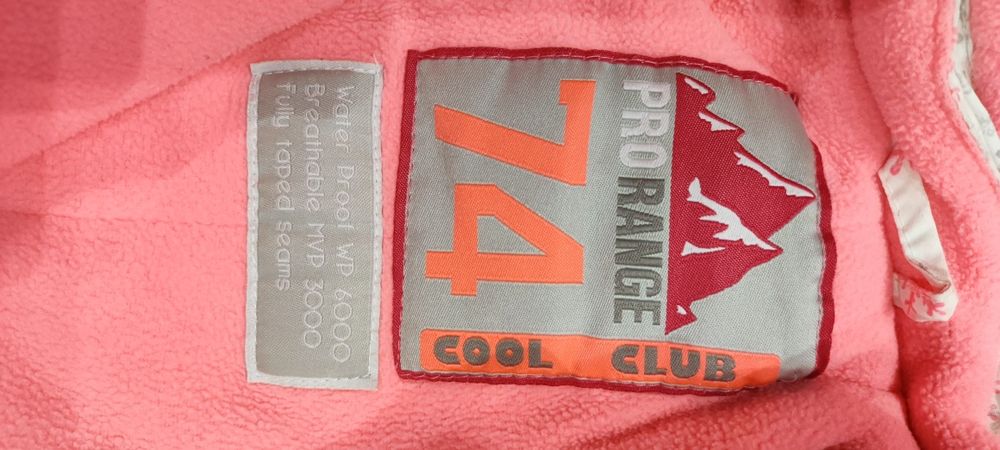 PRO RANGE
74
COOL CLUB
Water Proof WP 6000
Breathable MVP 3000
Fully taped seams